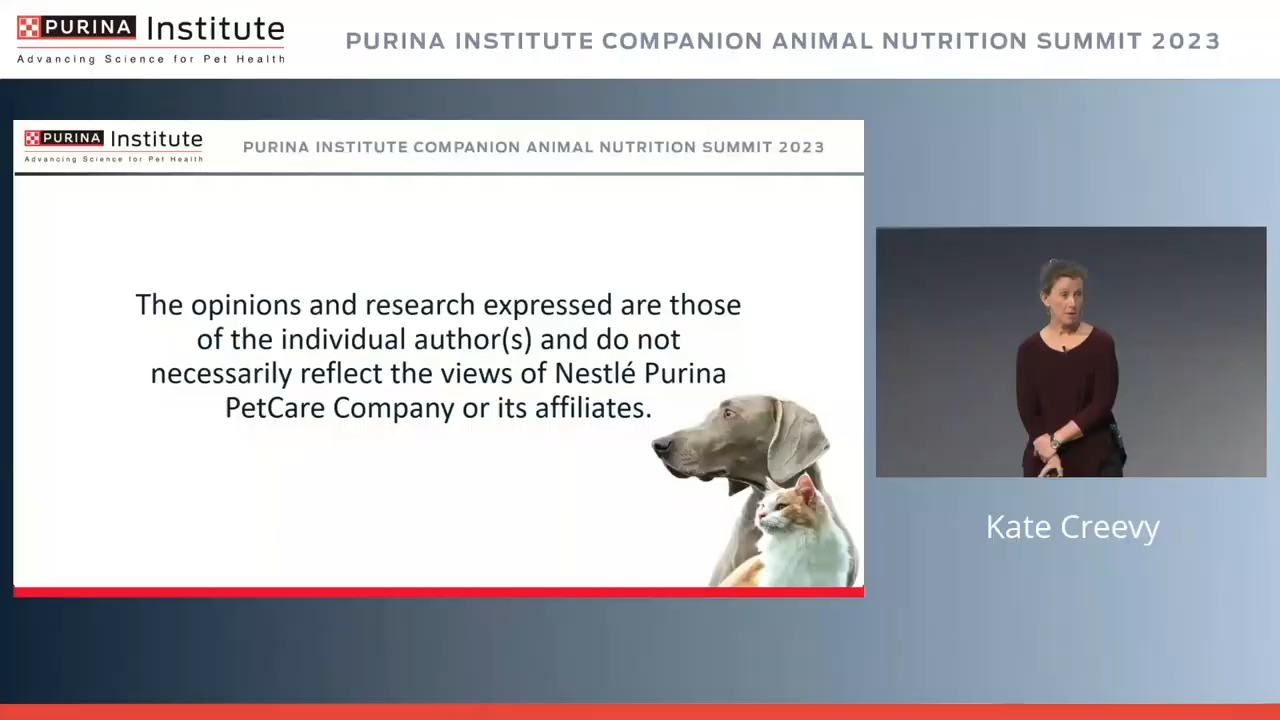 PURINA Institute
Advancing Science for Pet Health
PURINA INSTITUTE COMPANION ANIMAL NUTRITION SUMMIT 2023
PURINA Institute
Advancing Science for Pet Health
PURINA INSTITUTE COMPANION ANIMAL NUTRITION SUMMIT 2023
The opinions and research expressed are those
of the individual author(s) and do not
necessarily reflect the views of Nestlé Purina
PetCare Company or its affiliates.
Kate Creevy